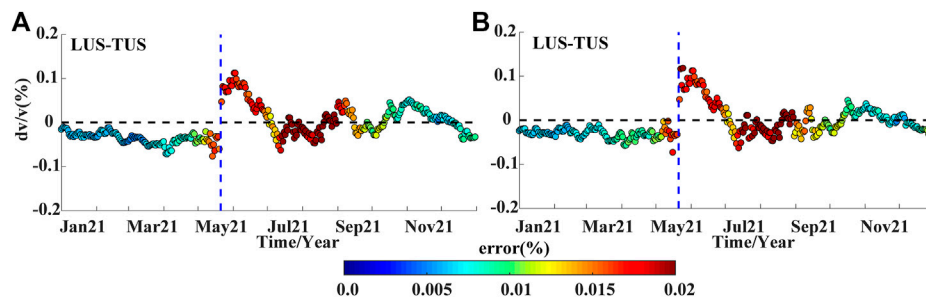 A
LUS-TUS
dv/v(%)
0.2
0.1
0
-0.1
-0.2
Jan21 Mar21 May21 Jul21 Sep21 Nov21
Time/Year
B
LUS-TUS
0.2
0.1
0
-0.1
-0.2
Jan21 Mar21 May21 Jul21 Sep21 Nov21
Time/Year
error(%)
0.0 0.005 0.01 0.015 0.02